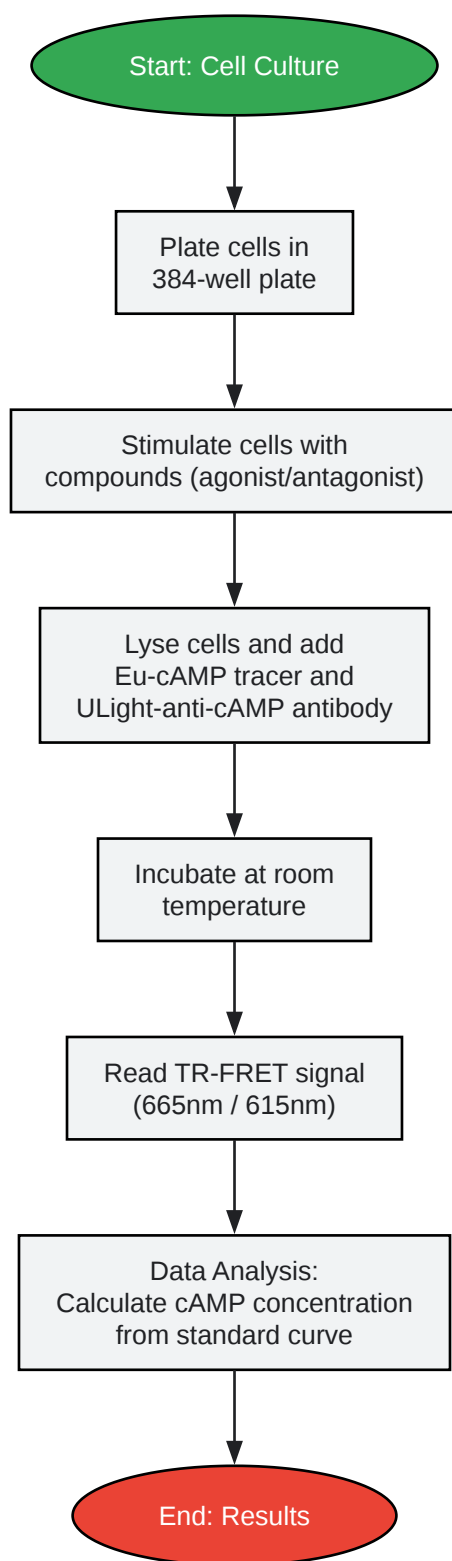 Start: Cell Culture
Plate cells in
384-well plate
Stimulate cells with
compounds (agonist/antagonist)
Lyse cells and add
Eu-cAMP tracer and
ULight-anti-cAMP antibody
Incubate at room
temperature
Read TR-FRET signal
(665nm / 615nm)
Data Analysis:
Calculate cAMP concentration
from standard curve
End: Results